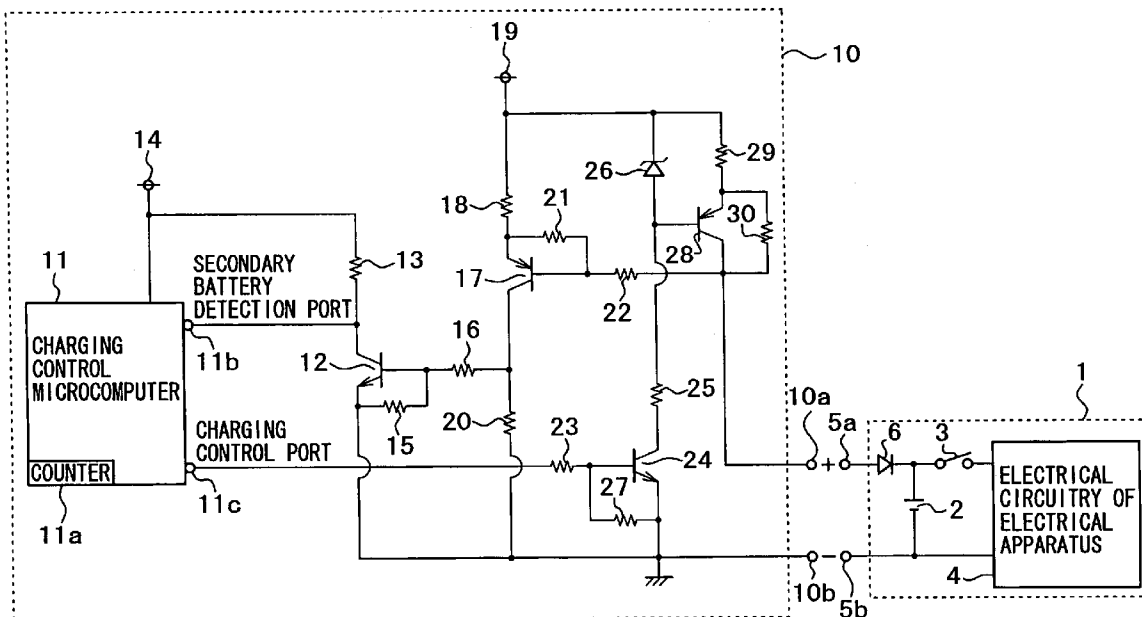 19
10
14
29
26
18
21
30
28
17
22
13
11
SECONDARY
BATTERY
DETECTION PORT
CHARGING
CONTROL
MICROCOMPUTER
11b
12
16
15
20
25
CHARGING
CONTROL PORT
23
24
27
COUNTER
11a
11c
10a
5a
+
6
3
1
ELECTRICAL
CIRCUITRY OF
ELECTRICAL
APPARATUS
2
4
10b
−
5b